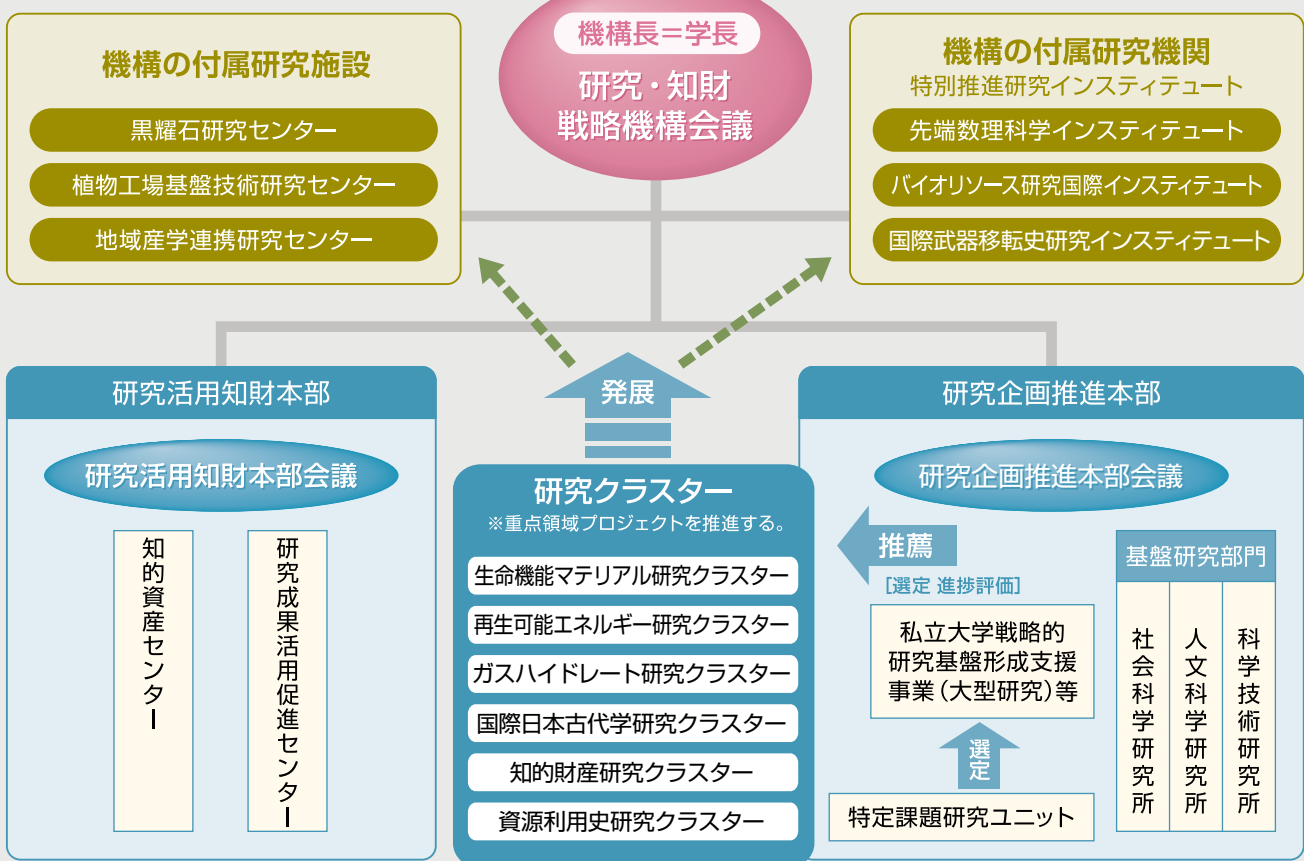 機構長＝学長
研究・知財
戦略機構会議
機構の付属研究施設
黒耀石研究センター
植物工場基盤技術研究センター
地域産学連携研究センター
機構の付属研究機関
特別推進研究インスティテュート
先端数理科学インスティテュート
バイオリソース研究国際インスティテュート
国際武器移転史研究インスティテュート
研究活用知財本部
研究活用知財本部会議
知的資産センター
研究成果活用促進センター
発展
研究クラスター
※重点領域プロジェクトを推進する。
生命機能マテリアル研究クラスター
再生可能エネルギー研究クラスター
ガスハイドレート研究クラスター
国際日本古代学研究クラスター
知的財産研究クラスター
資源利用史研究クラスター
研究企画推進本部
研究企画推進本部会議
推薦
［選定 進捗評価］
私立大学戦略的
研究基盤形成支援
事業（大型研究）等
選定
特定課題研究ユニット
基盤研究部門
社会科学研究所
人文科学研究所
科学技術研究所